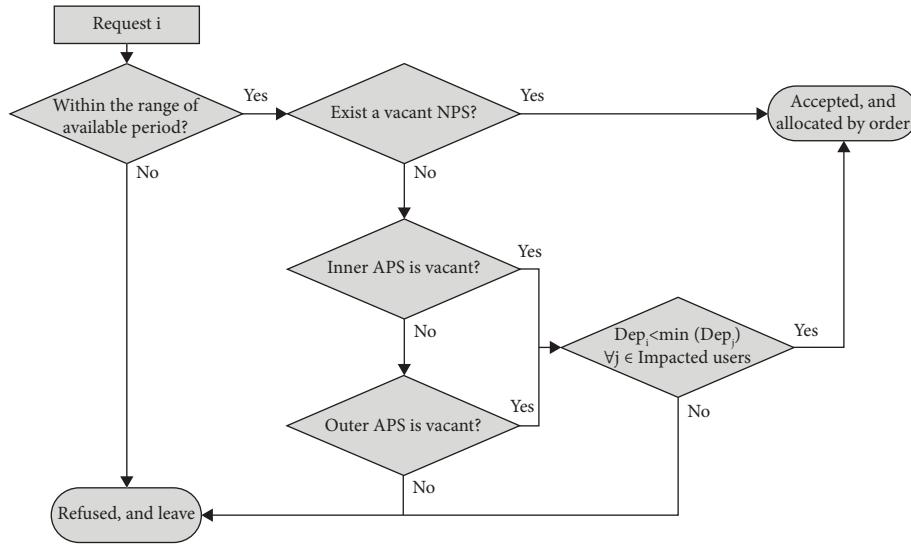 Request i
Within the range of
available period?
Yes
No
Exist a vacant NPS?
Yes
No
Accepted, and
allocated by order
Inner APS is vacant?
Yes
No
Depᵢ<min (Depⱼ)
∀j ∈ Impacted users
Yes
No
Outer APS is vacant?
Yes
No
Refused, and leave